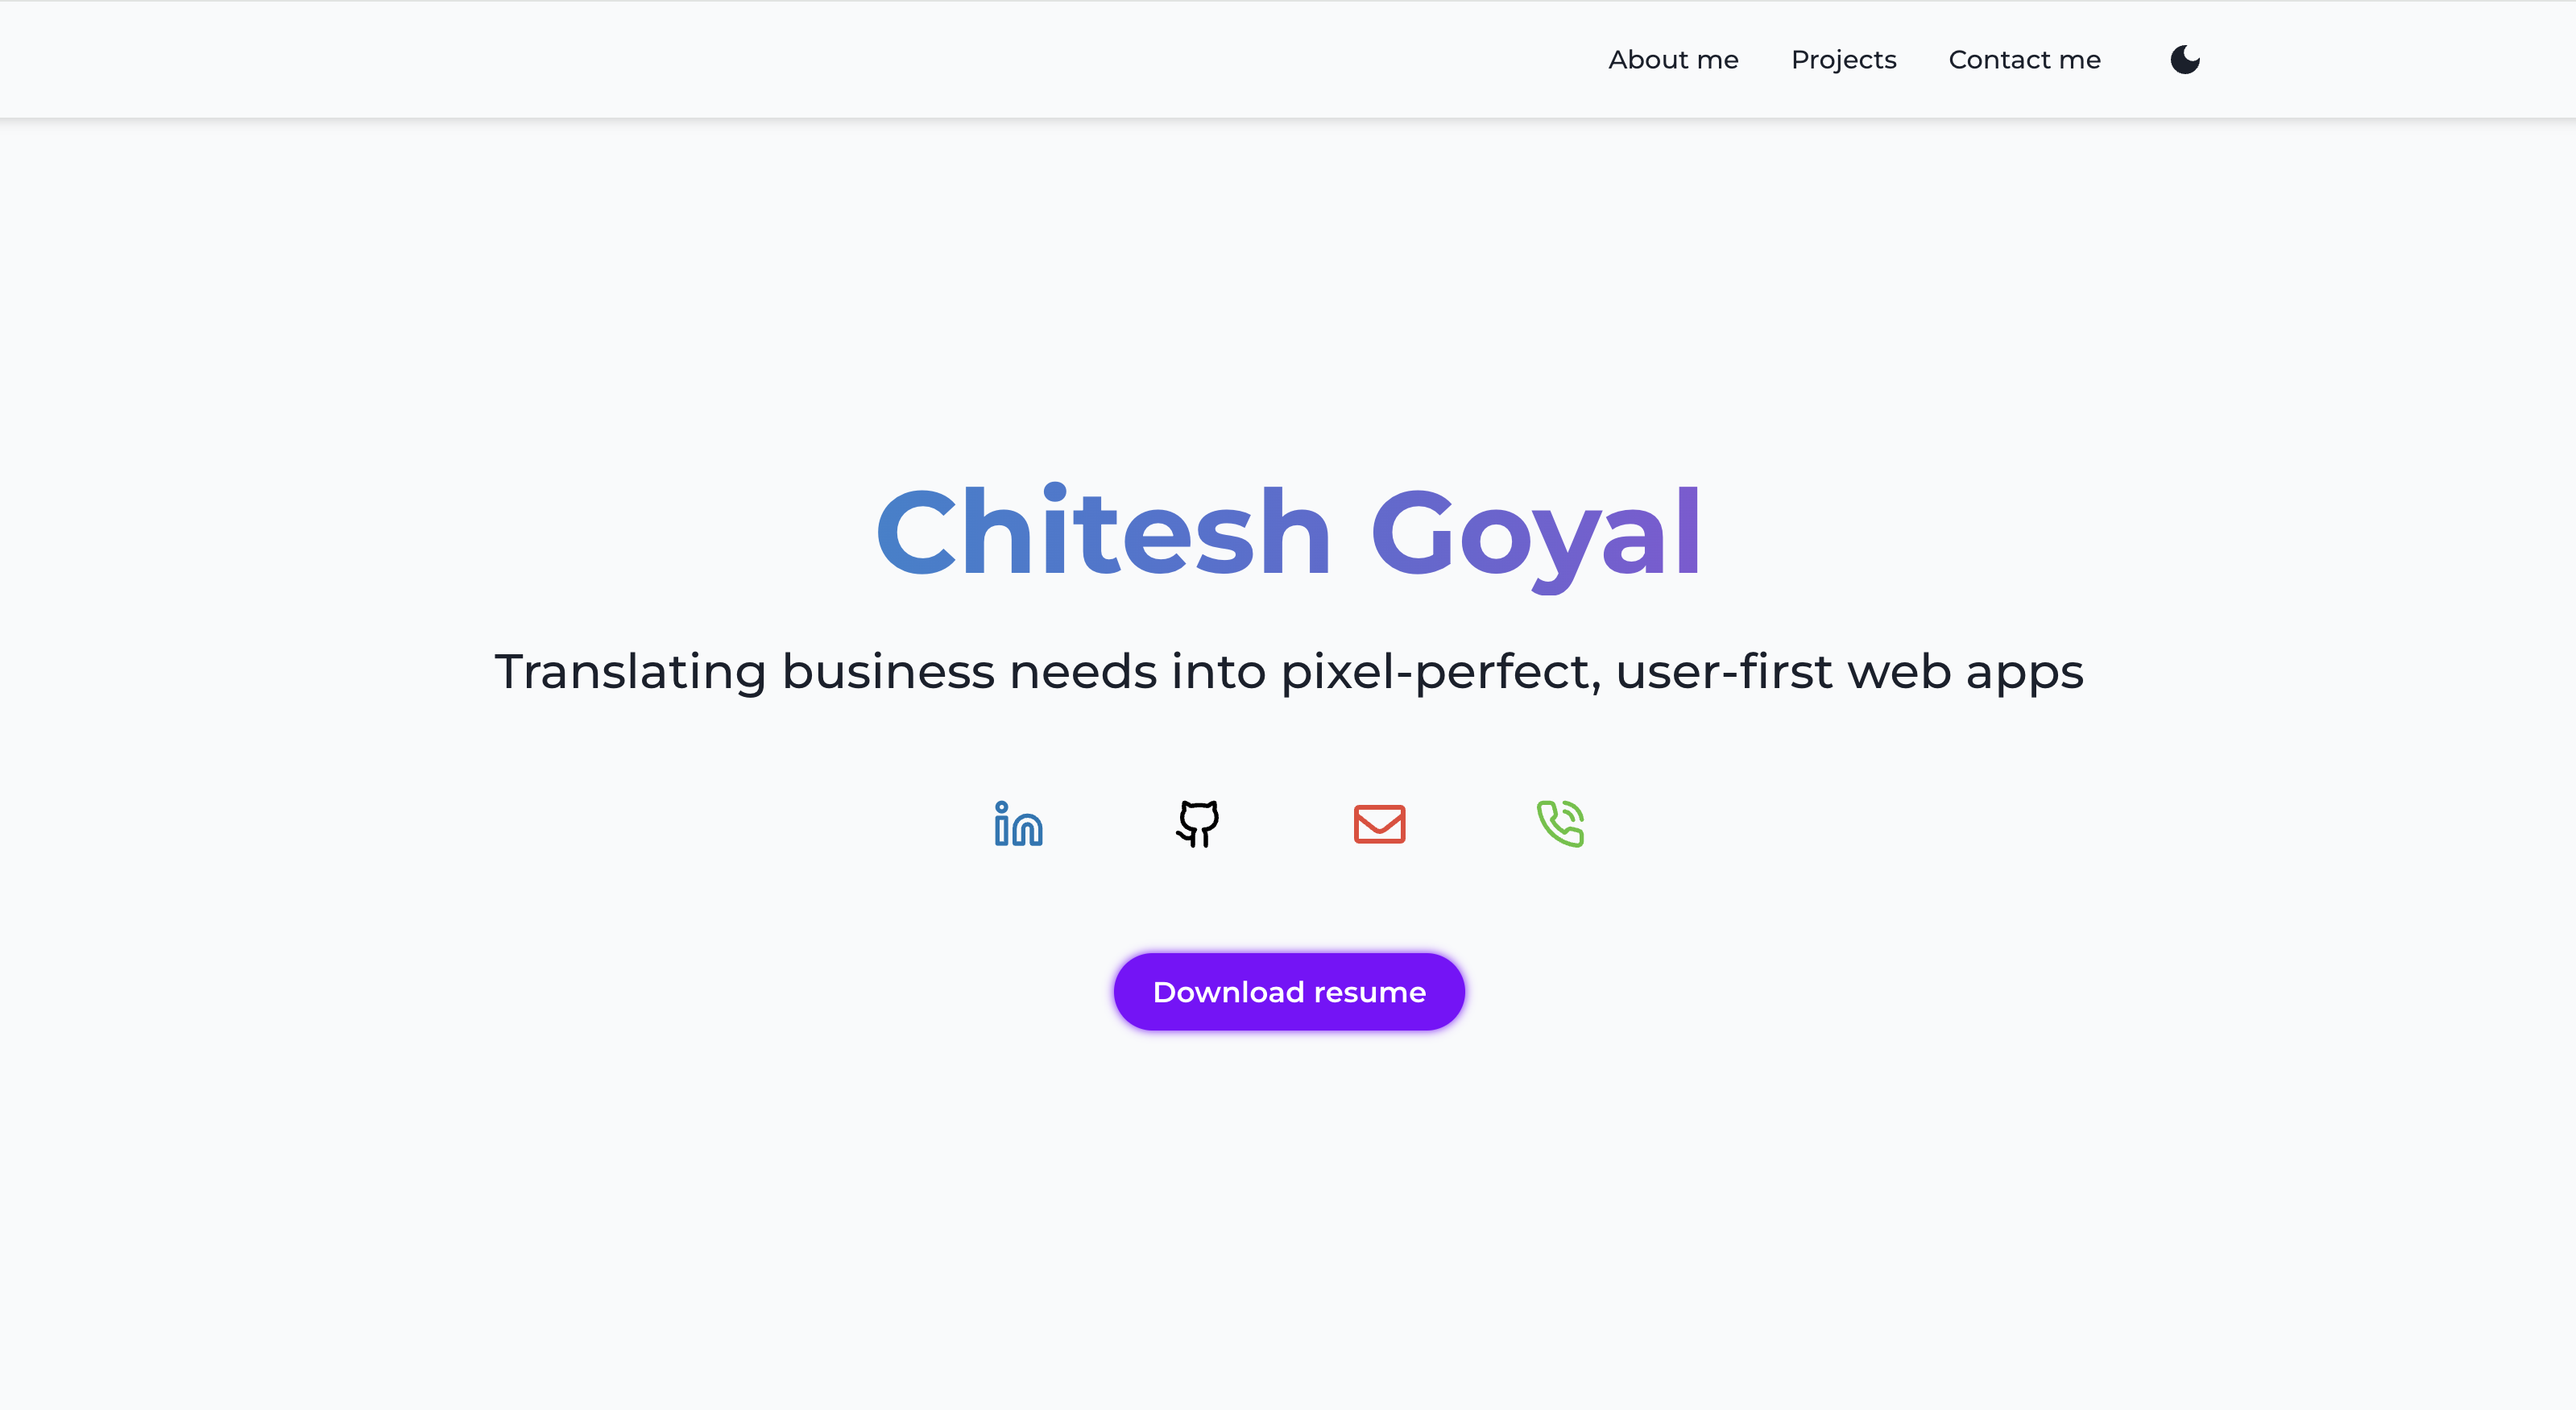 About me Projects Contact me
Chitesh Goyal
Translating business needs into pixel-perfect, user-first web apps
Download resume